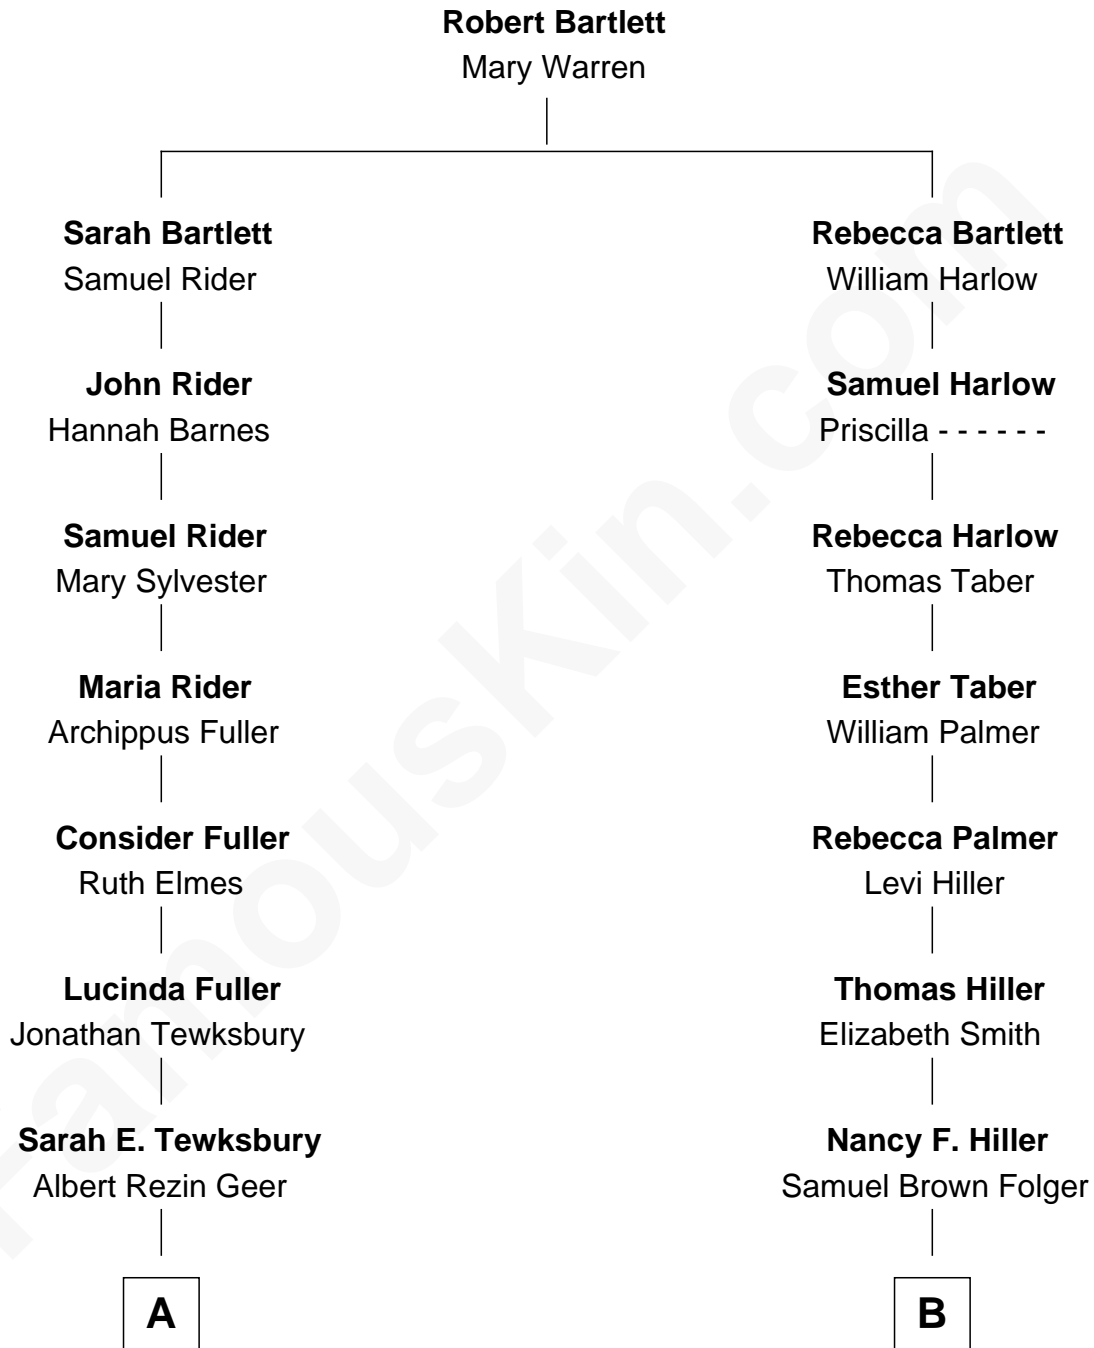 Robert Bartlett
Mary Warren
Sarah Bartlett
Samuel Rider
Rebecca Bartlett
William Harlow
John Rider
Hannah Barnes
Samuel Harlow
Priscilla - - - - - -
Samuel Rider
Mary Sylvester
Rebecca Harlow
Thomas Taber
Maria Rider
Archippus Fuller
Esther Taber
William Palmer
Consider Fuller
Ruth Elmes
Rebecca Palmer
Levi Hiller
Lucinda Fuller
Jonathan Tewksbury
Thomas Hiller
Elizabeth Smith
Sarah E. Tewksbury
Albert Rezin Geer
Nancy F. Hiller
Samuel Brown Folger
A
B
FamousKin.com